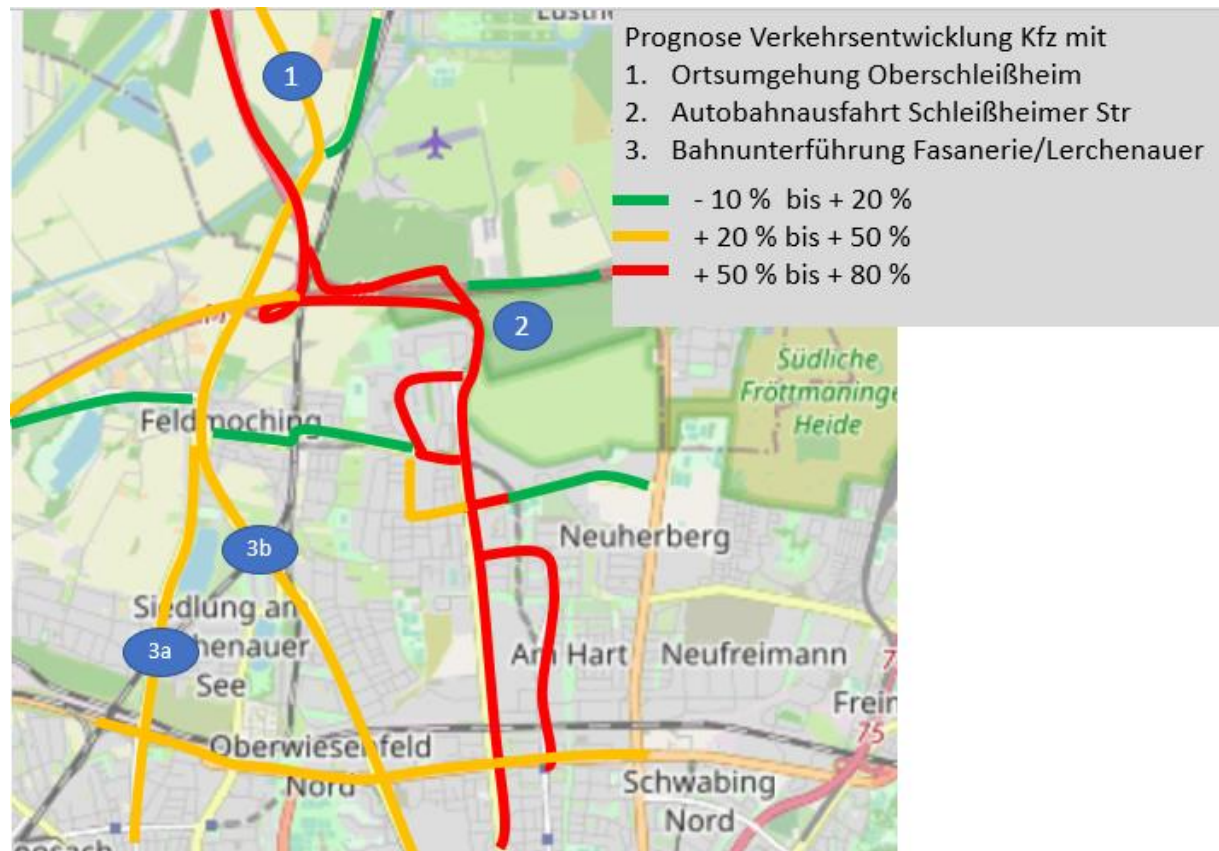 Prognose Verkehrsentwicklung Kfz mit
1. Ortsumgehung Oberschleißheim
2. Autobahnausfahrt Schleißheimer Str
3. Bahnunterführung Fasanerie/Lerchenauer
- 10 % bis + 20 %
+ 20 % bis + 50 %
+ 50 % bis + 80 %
1
2
Südliche
Fröttmaninge
Heide
Feldmoching
3b
Neuherberg
Siedlung am
henauer
See
3a
Am Hart
Neufreimann
Frein
75
Oberwiesenfeld
Nord
Schwabing
Nord